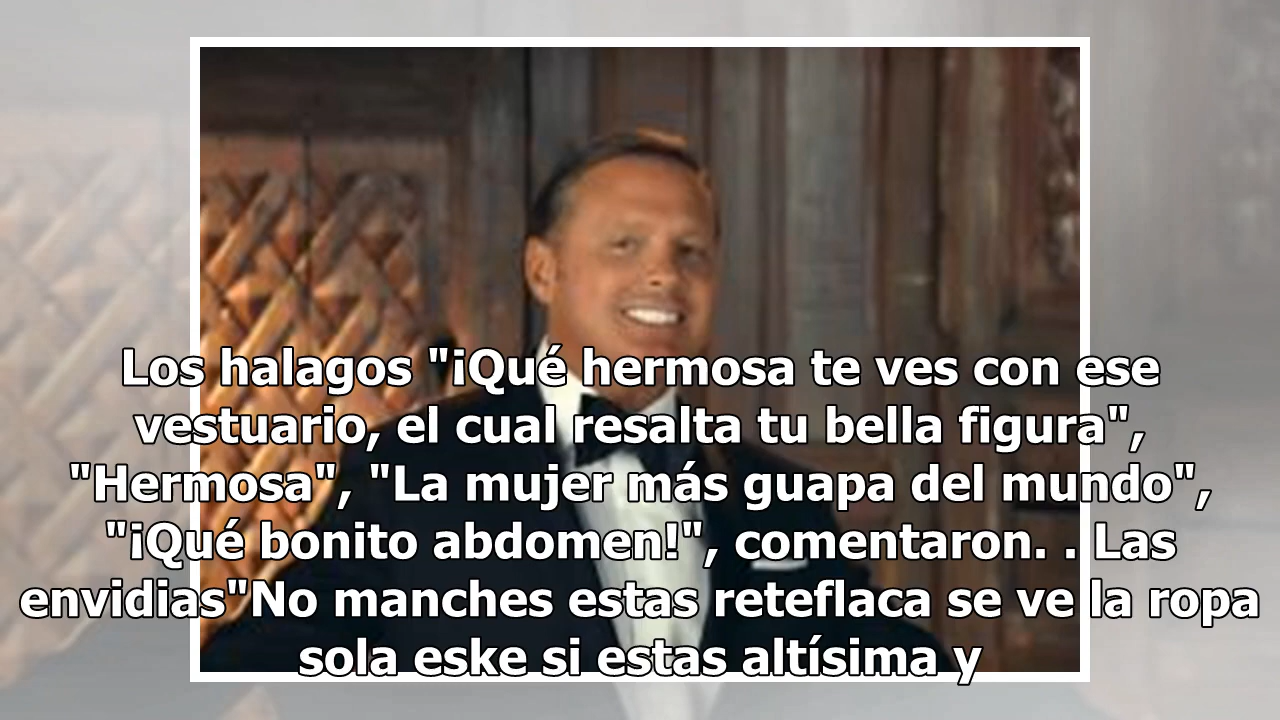 Los halagos "¡Qué hermosa te ves con ese
vestuario, el cual resalta tu bella figura",
"Hermosa", "La mujer más guapa del mundo",
"¡Qué bonito abdomen!", comentaron. . Las
envidias"No manches estas reteflaca se ve la ropa
sola eske si estas altísima y